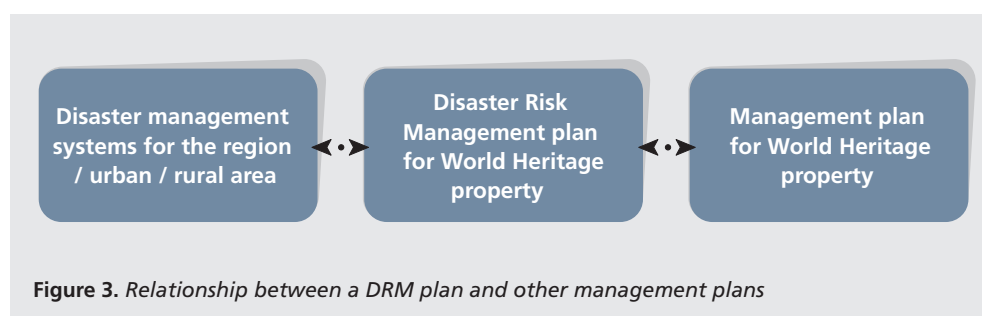 Disaster management
systems for the region
/ urban / rural area
Disaster Risk
Management plan
for World Heritage
property
Management plan
for World Heritage
property
Figure 3. Relationship between a DRM plan and other management plans